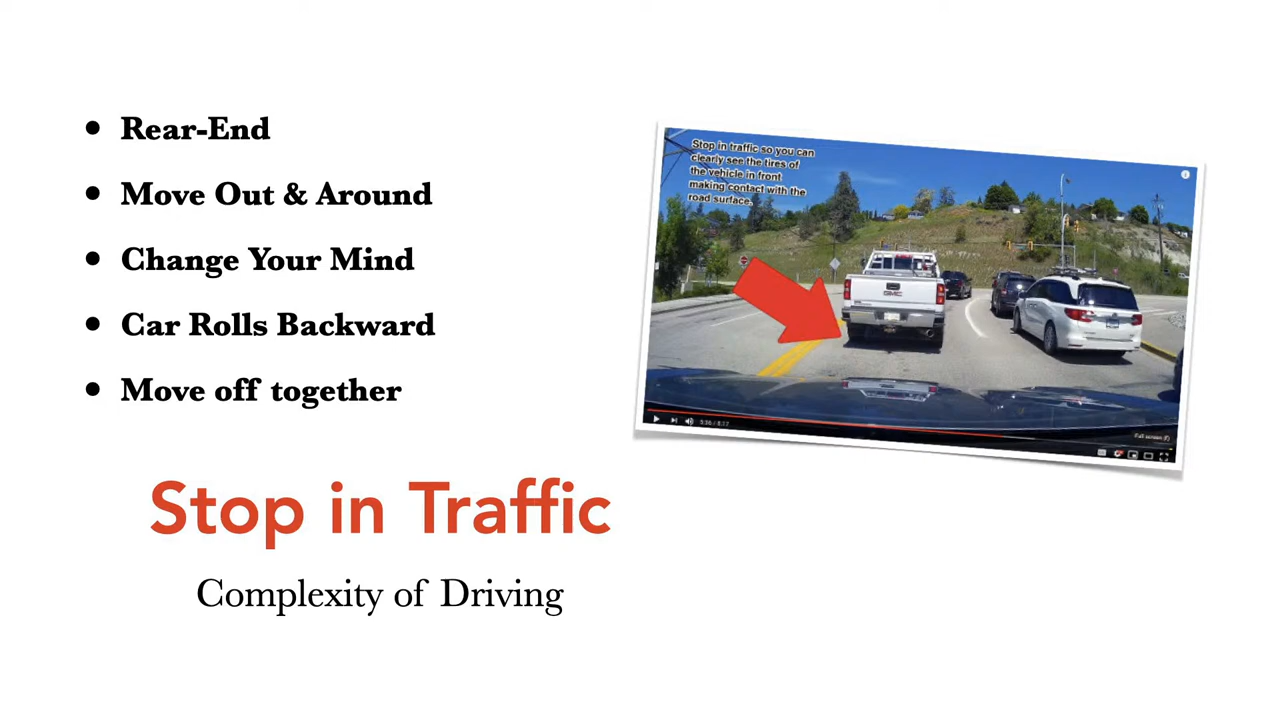 Rear-End
Move Out & Around
Change Your Mind
Car Rolls Backward
Move off together
Stop in Traffic
Complexity of Driving
Stop in traffic so you can
clearly see the tires of
the vehicle in front
making contact with the
road surface.
GMC
Full screen (f)